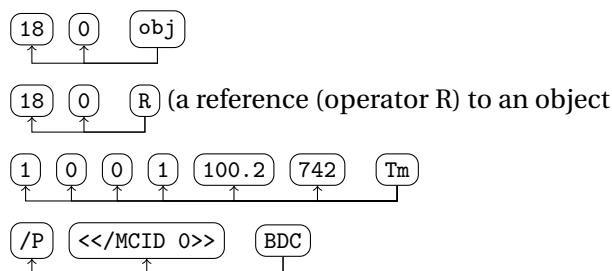 18 0 obj
18 0 R (a reference (operator R) to an object
1 0 0 1 100.2 742 Tm
/P <</MCID 0>> BDC